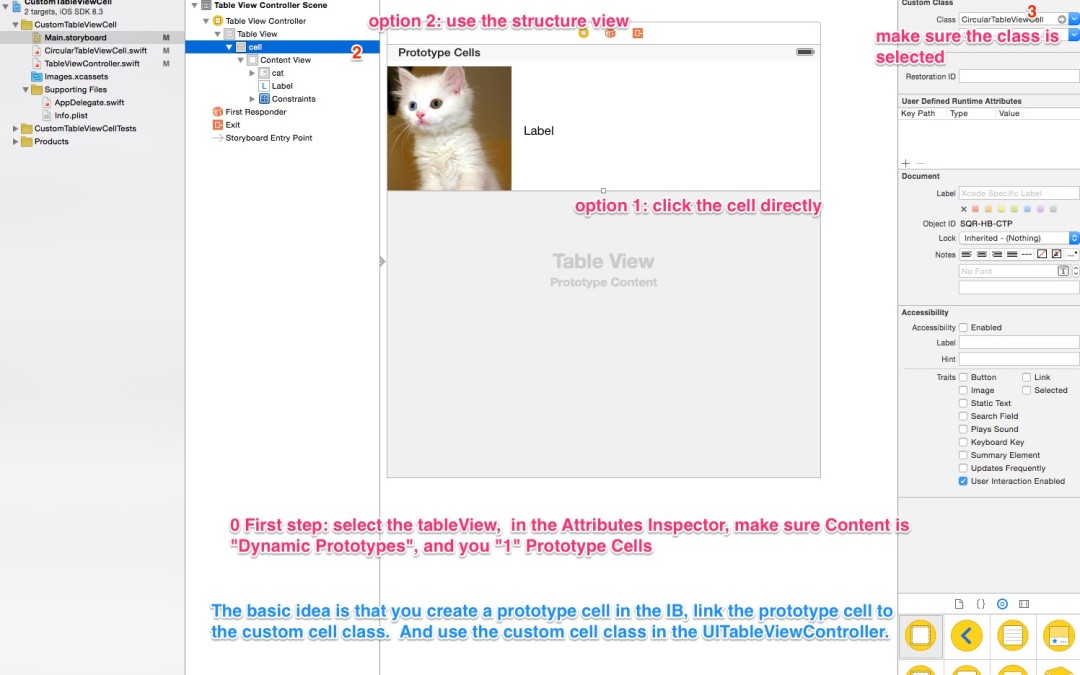 CustomTableViewCell
2 targets, iOS SDK 8.3
CustomTableViewCell
Main.storyboard M
CircularTableViewCell.swift M
TableViewController.swift M
Images.xcassets
Supporting Files
AppDelegate.swift
Info.plist
CustomTableViewCellTests
Products
Table View Controller Scene
Table View Controller
Table View
cell
2
Content View
cat
L Label
Constraints
First Responder
Exit
Storyboard Entry Point
option 2: use the structure view
Prototype Cells
Label
option 1: click the cell directly
Table View
Prototype Content
0 First step: select the tableView, in the Attributes Inspector, make sure Content is
"Dynamic Prototypes", and you "1" Prototype Cells
The basic idea is that you create a prototype cell in the IB, link the prototype cell to
the custom cell class. And use the custom cell class in the UITableViewController.
Custom Class
3
Class CircularTableViewCell
make sure the class is
selected
Restoration ID
User Defined Runtime Attributes
Key Path Type Value
Document
Label Xcode Specific Label
Object ID SQR-HB-CTP
Lock Inherited - (Nothing)
Notes
No Font
Accessibility
Accessibility Enabled
Label
Hint
Traits Button Link
Image Selected
Static Text
Search Field
Plays Sound
Keyboard Key
Summary Element
Updates Frequently
User Interaction Enabled